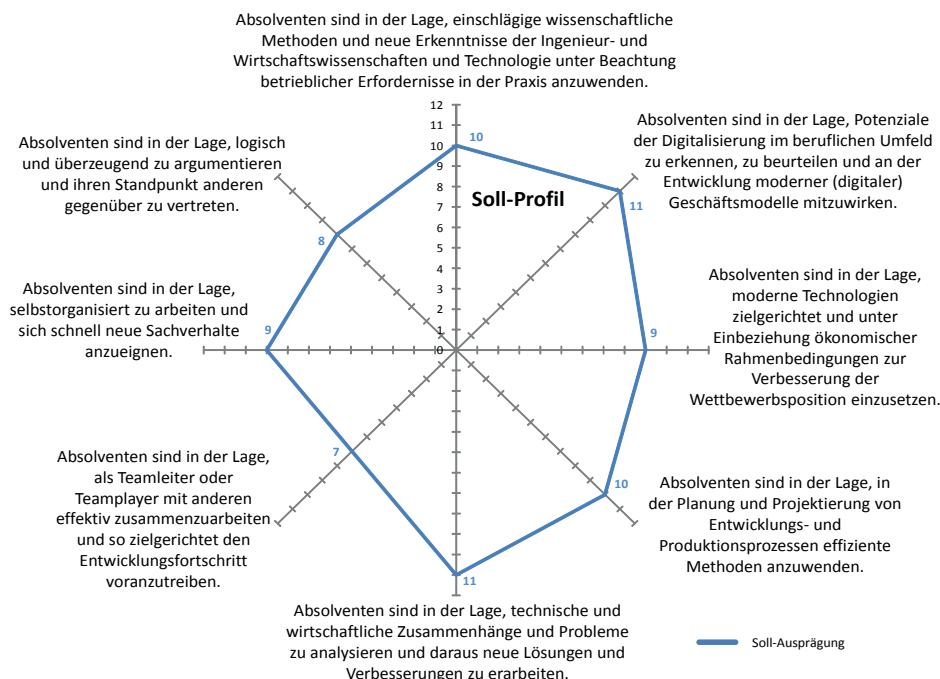 Absolventen sind in der Lage, einschlägige wissenschaftliche
Methoden und neue Erkenntnisse der Ingenieur- und
Wirtschaftswissenschaften und Technologie unter Beachtung
betrieblicher Erfordernisse in der Praxis anzuwenden.
Absolventen sind in der Lage, Potenziale
der Digitalisierung im beruflichen Umfeld
zu erkennen, zu beurteilen und an der
Entwicklung moderner (digitaler)
Geschäftsmodelle mitzuwirken.
Absolventen sind in der Lage,
moderne Technologien
zielgerichtet und unter
Einbeziehung ökonomischer
Rahmenbedingungen zur
Verbesserung der
Wettbewerbsposition einzusetzen.
Absolventen sind in der Lage, in
der Planung und Projektierung von
Entwicklungs- und
Produktionsprozessen effiziente
Methoden anzuwenden.
Absolventen sind in der Lage, technische und
wirtschaftliche Zusammenhänge und Probleme
zu analysieren und daraus neue Lösungen und
Verbesserungen zu erarbeiten.
Absolventen sind in der Lage,
als Teamleiter oder
Teamplayer mit anderen
effektiv zusammenzuarbeiten
und so zielgerichtet den
Entwicklungsfortschritt
voranzutreiben.
Absolventen sind in der Lage,
selbstorganisiert zu arbeiten und
sich schnell neue Sachverhalte
anzueignen.
Absolventen sind in der Lage, logisch
und überzeugend zu argumentieren
und ihren Standpunkt anderen
gegenüber zu vertreten.
Soll-Profil
12
11
10
9
8
7
6
5
4
3
2
1
0
10
11
9
10
11
7
9
8
Soll-Ausprägung